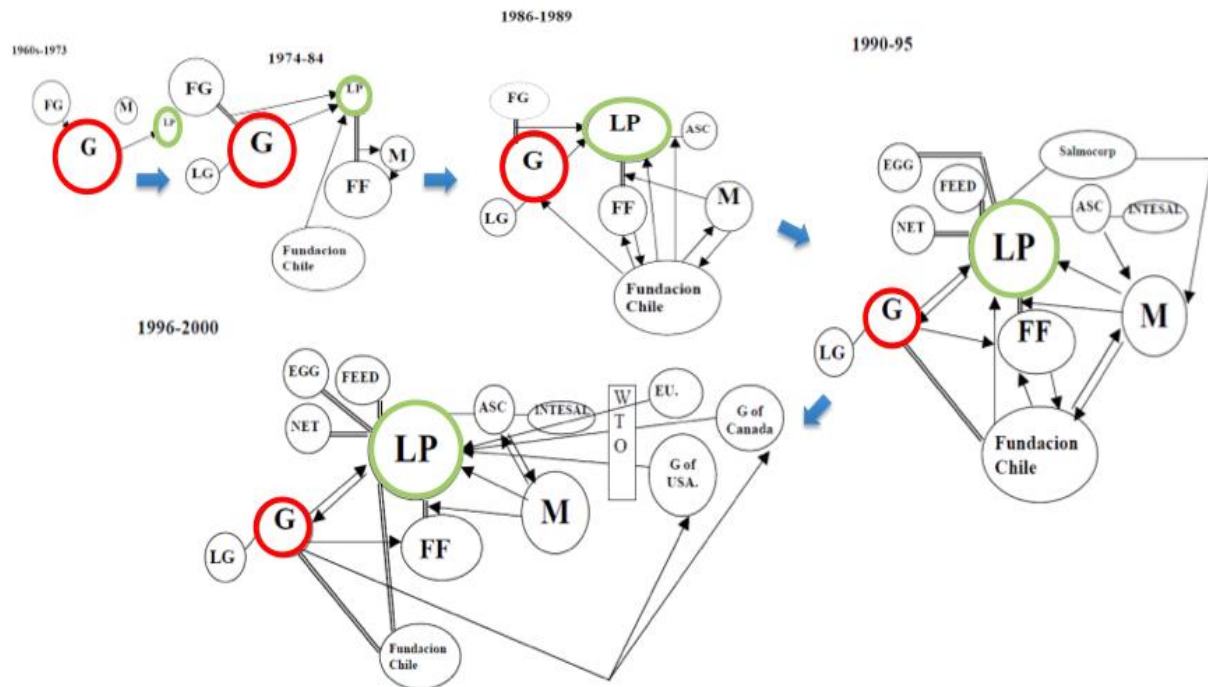 1960s-1973
FG
M
LP
G
1974-84
FG
LP
G
LG
M
FF
Fundacion
Chile
1986-1989
FG
LP
ASC
G
LG
FF
M
Fundacion
Chile
1990-95
EGG
FEED
NET
Salmocorp
ASC
INTESAL
LP
G
LG
FF
M
Fundacion
Chile
1996-2000
EGG
FEED
NET
LP
ASC
INTESAL
W
T
O
EU.
G of
Canada
G of
USA.
G
LG
FF
M
Fundacion
Chile